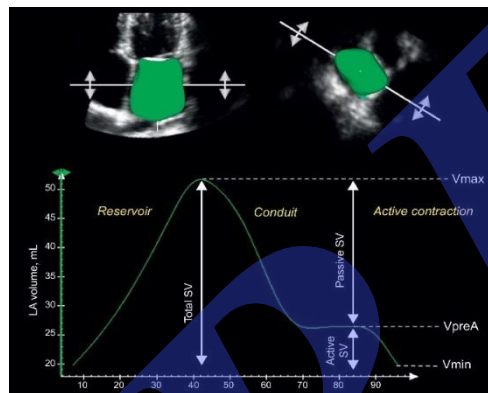 Vmax
50
45
40
35
30
25
20
LA volume, mL
Reservoir
Conduit
Active contraction
Total SV
Passive SV
Active
SV
VpreA
Vmin
10 20 30 40 50 60 70 80 90